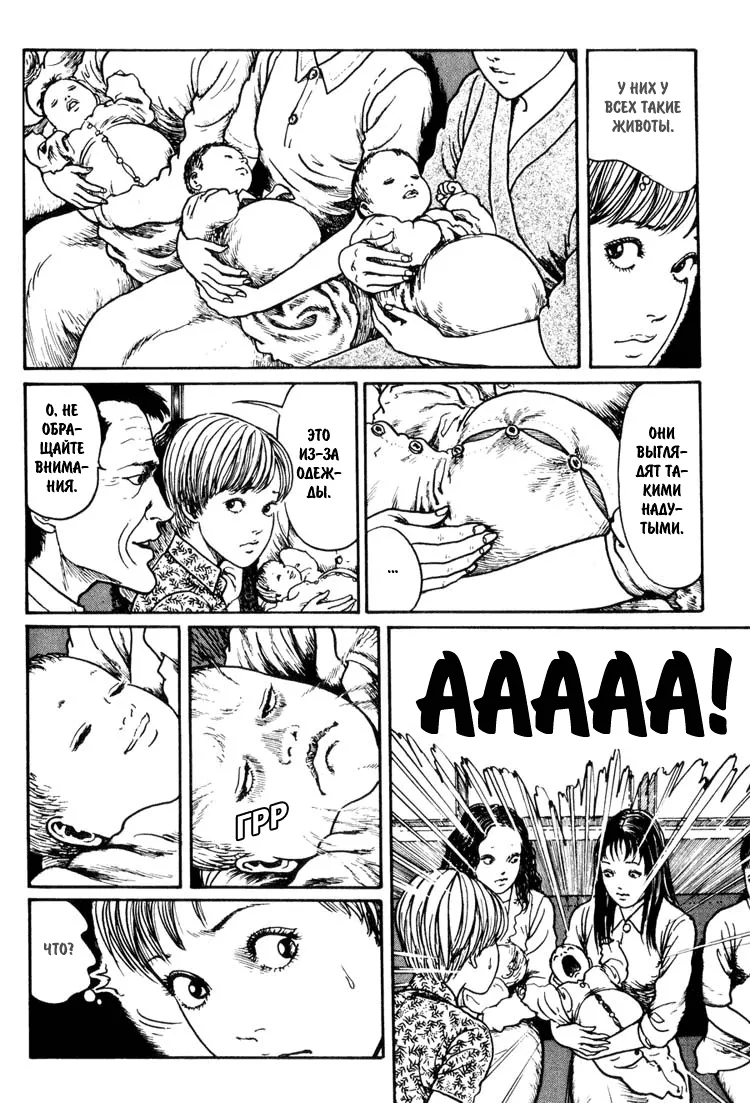 У НИХ У
ВСЕХ ТАКИЕ
ЖИВОТЫ.
О, НЕ
ОБРА-
ЩАЙТЕ
ВНИМА-
НИЯ.
ЭТО
ИЗ-ЗА
ОДЕЖ-
ДЫ.
ОНИ
ВЫГЛЯ-
ДЯТ ТА-
КИМИ
НАДУ-
ТЫМИ.
...
ГРР
ЧТО?
ААААА!